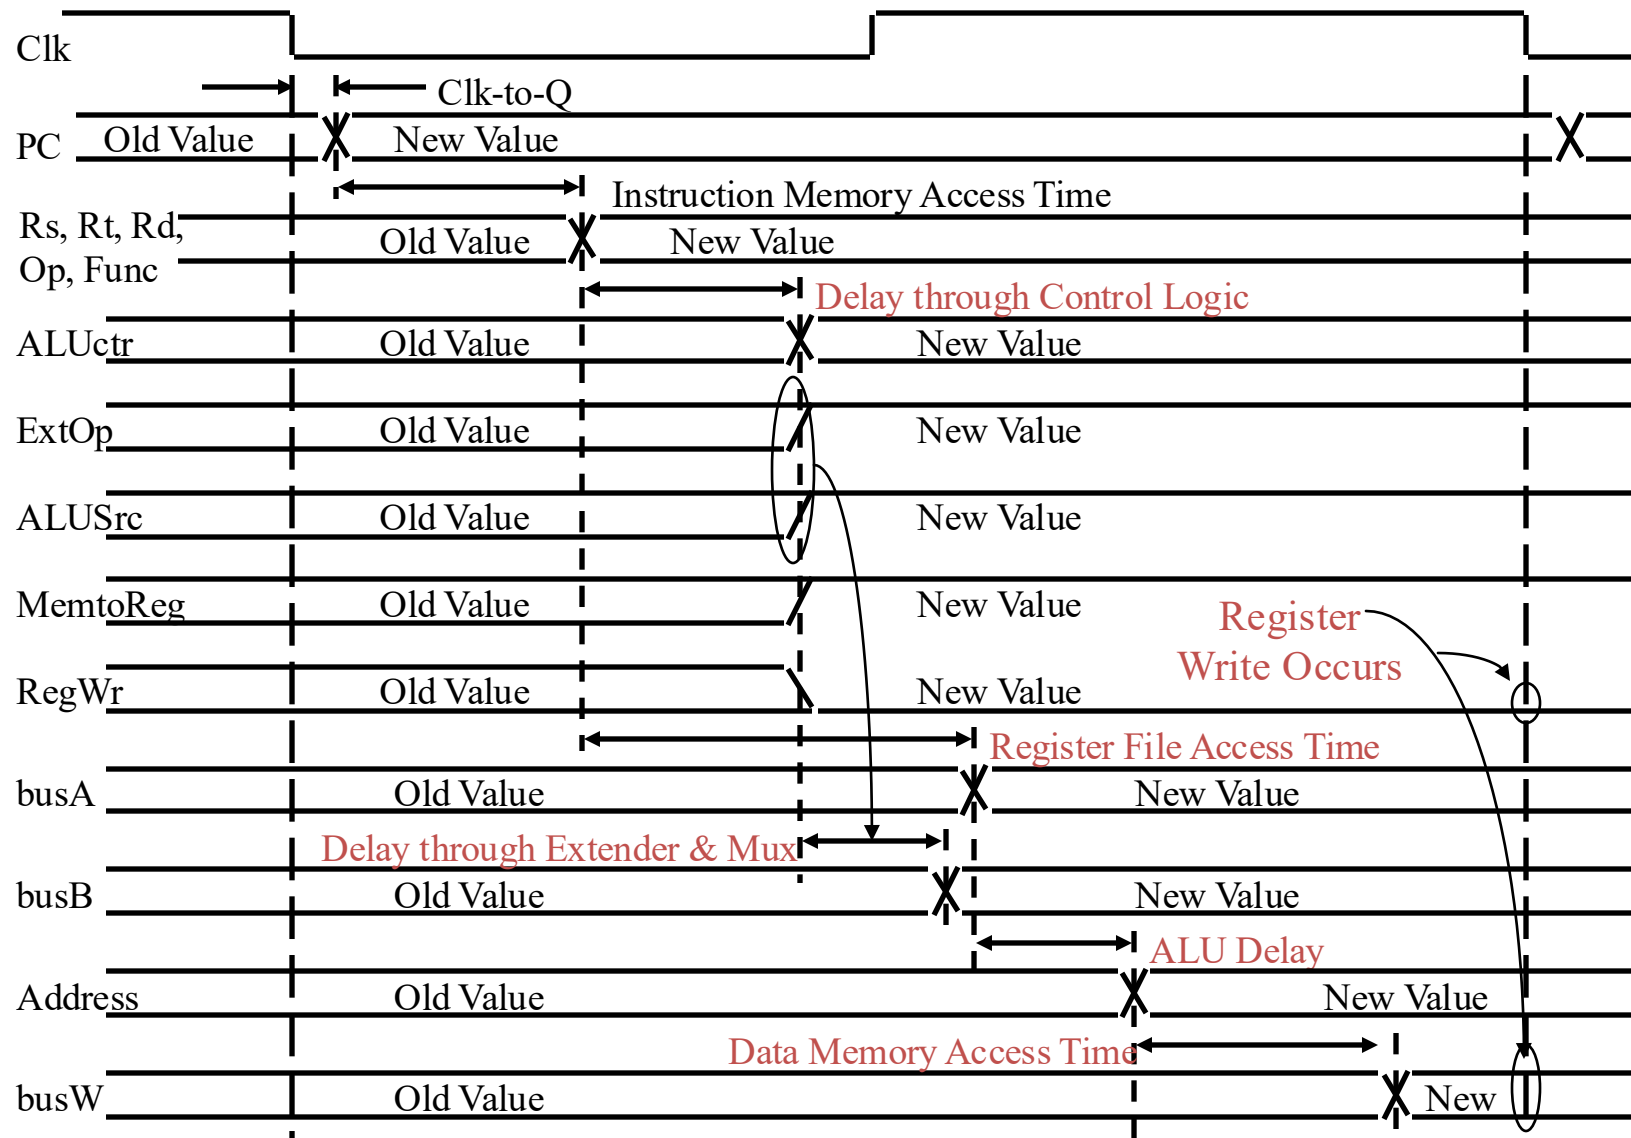 Clk
Clk-to-Q
PC Old Value New Value
Instruction Memory Access Time
Rs, Rt, Rd,
Op, Func Old Value New Value
Delay through Control Logic
ALUctr Old Value New Value
ExtOp Old Value New Value
ALUSrc Old Value New Value
MemtoReg Old Value New Value
Register
Write Occurs
RegWr Old Value New Value
Register File Access Time
busA Old Value New Value
Delay through Extender & Mux
busB Old Value New Value
ALU Delay
Address Old Value New Value
Data Memory Access Time
busW Old Value New